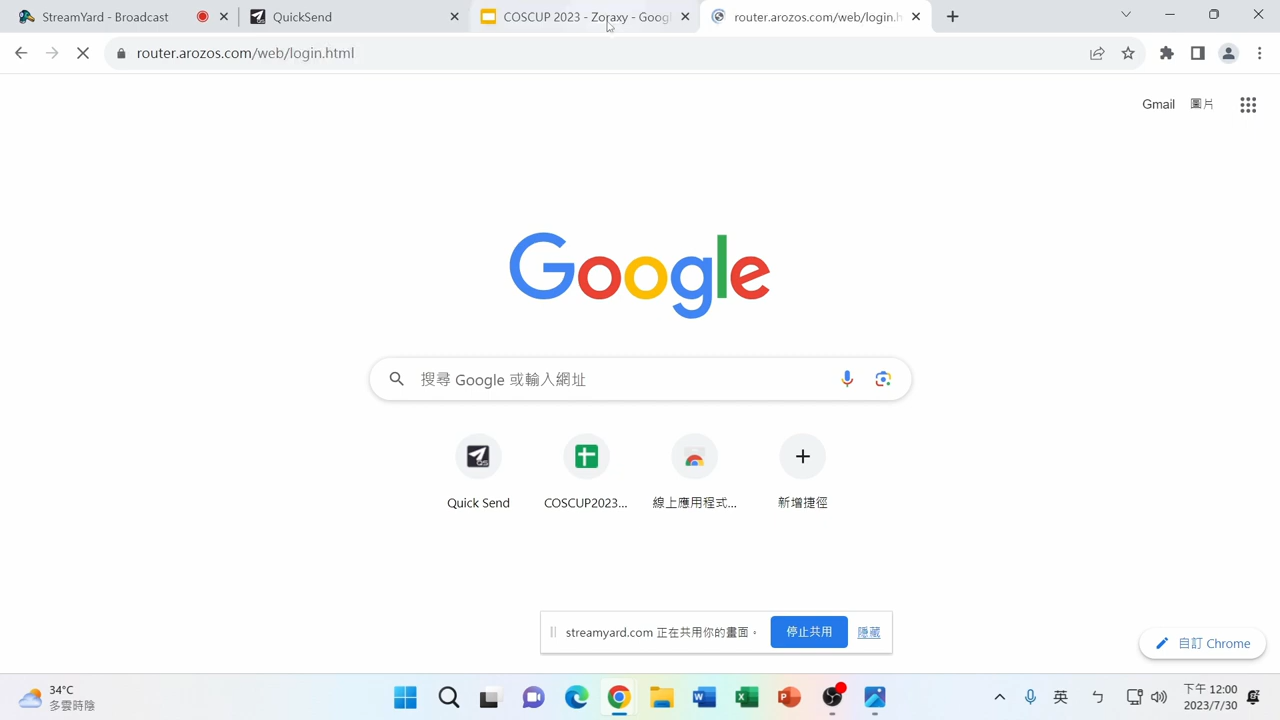 StreamYard - Broadcast
QuickSend
COSCUP 2023 - Zoraxy - Googl
router.arozos.com/web/login.h
router.arozos.com/web/login.html
Gmail 圖片
Google
搜尋 Google 或輸入網址
Quick Send
COSCUP2023...
線上應用程式...
新增捷徑
streamyard.com 正在共用你的畫面。 停止共用 隱藏
自訂 Chrome
34°C
多雲時陰
英
ㄅ
下午 12:00
2023/7/30